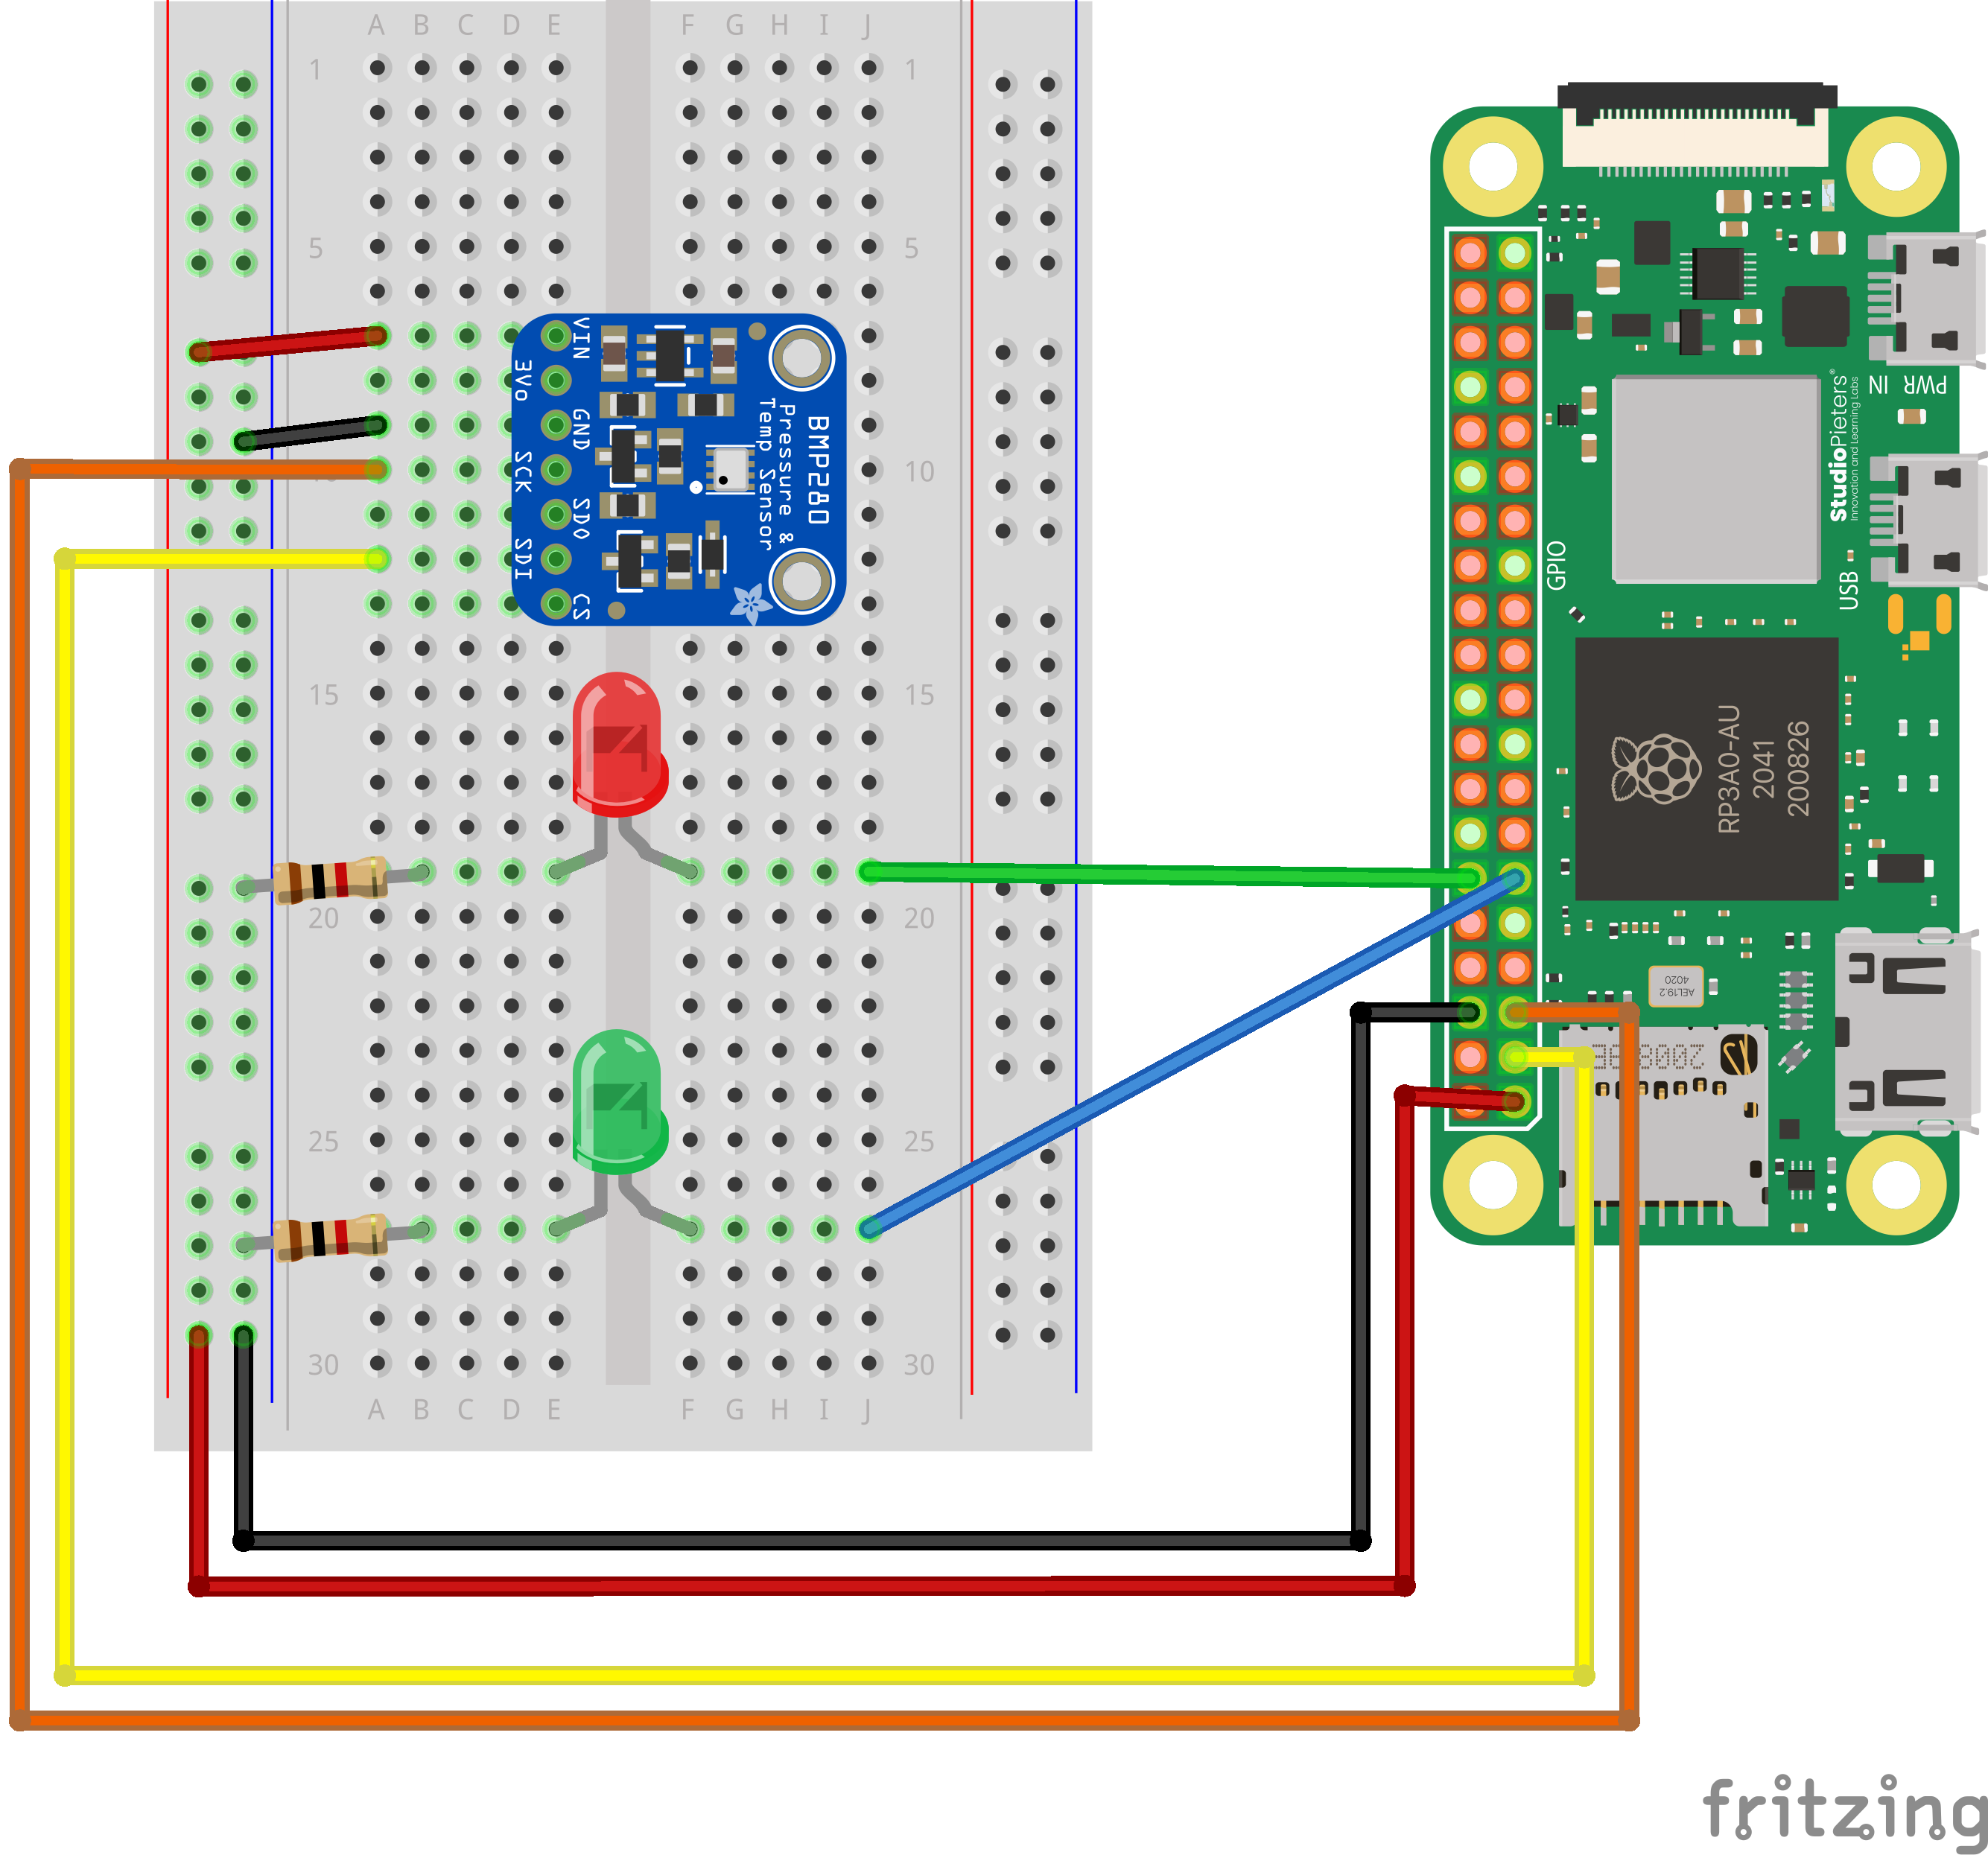 A B C D E F G H I J
1 1
5 5
10 10
15 15
20 20
25 25
30 30
A B C D E F G H I J
VIN
3Vo
GND
SCK
SDO
SDI
CS
BMP280
Pressure &
Temp Sensor
PWR IN
StudioPieters®
Innovation and Learning Labs
GPIO
USB
RP3A0-AU
2041
200826
AEL19.2
4020
fritzing